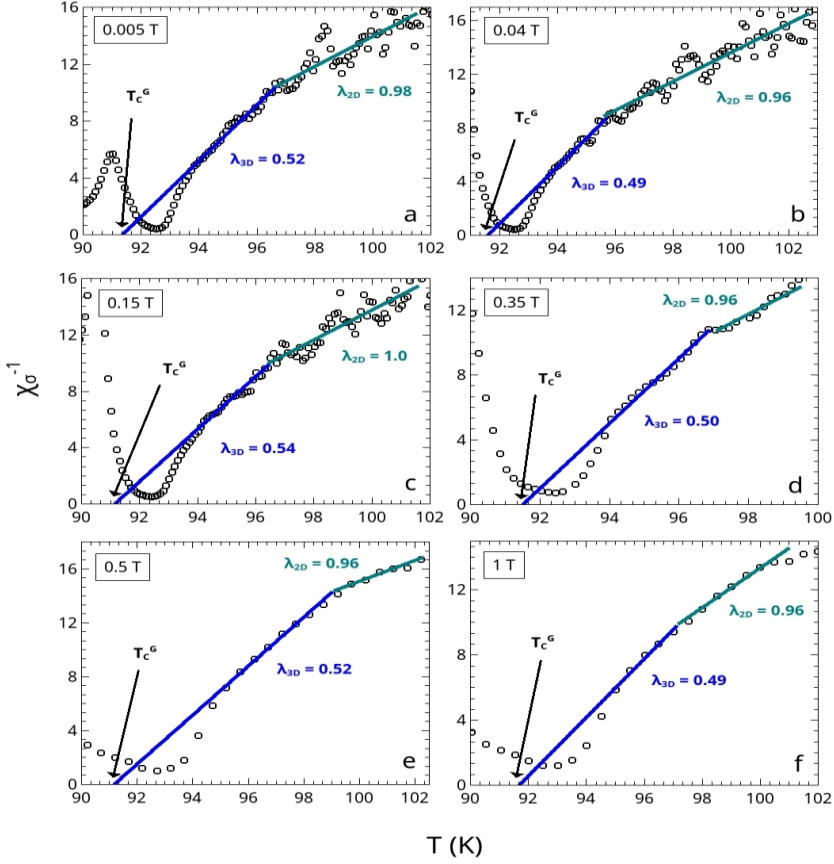 0.005 T
T_C^G
λ_2D = 0.98
λ_3D = 0.52
a
16
12
8
4
0
90 92 94 96 98 100 102
0.04 T
T_C^G
λ_2D = 0.96
λ_3D = 0.49
b
16
12
8
4
0
92 94 96 98 100 102
0.15 T
T_C^G
λ_2D = 1.0
λ_3D = 0.54
c
16
12
8
4
0
90 92 94 96 98 100 102
0.35 T
T_C^G
λ_2D = 0.96
λ_3D = 0.50
d
12
8
4
0
90 92 94 96 98 100
χ_σ^-1
0.5 T
T_C^G
λ_2D = 0.96
λ_3D = 0.52
e
16
12
8
4
0
90 92 94 96 98 100 102
1 T
T_C^G
λ_2D = 0.96
λ_3D = 0.49
f
12
8
4
0
90 92 94 96 98 100 102
T (K)